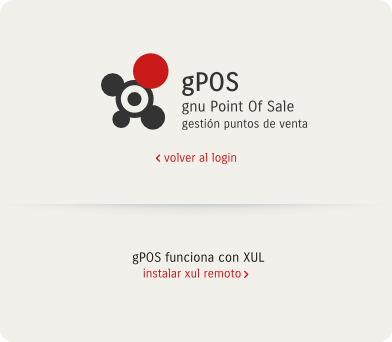 gPOS
gnu Point Of Sale
gestión puntos de venta
‹ volver al login
gPOS funciona con XUL
instalar xul remoto ›